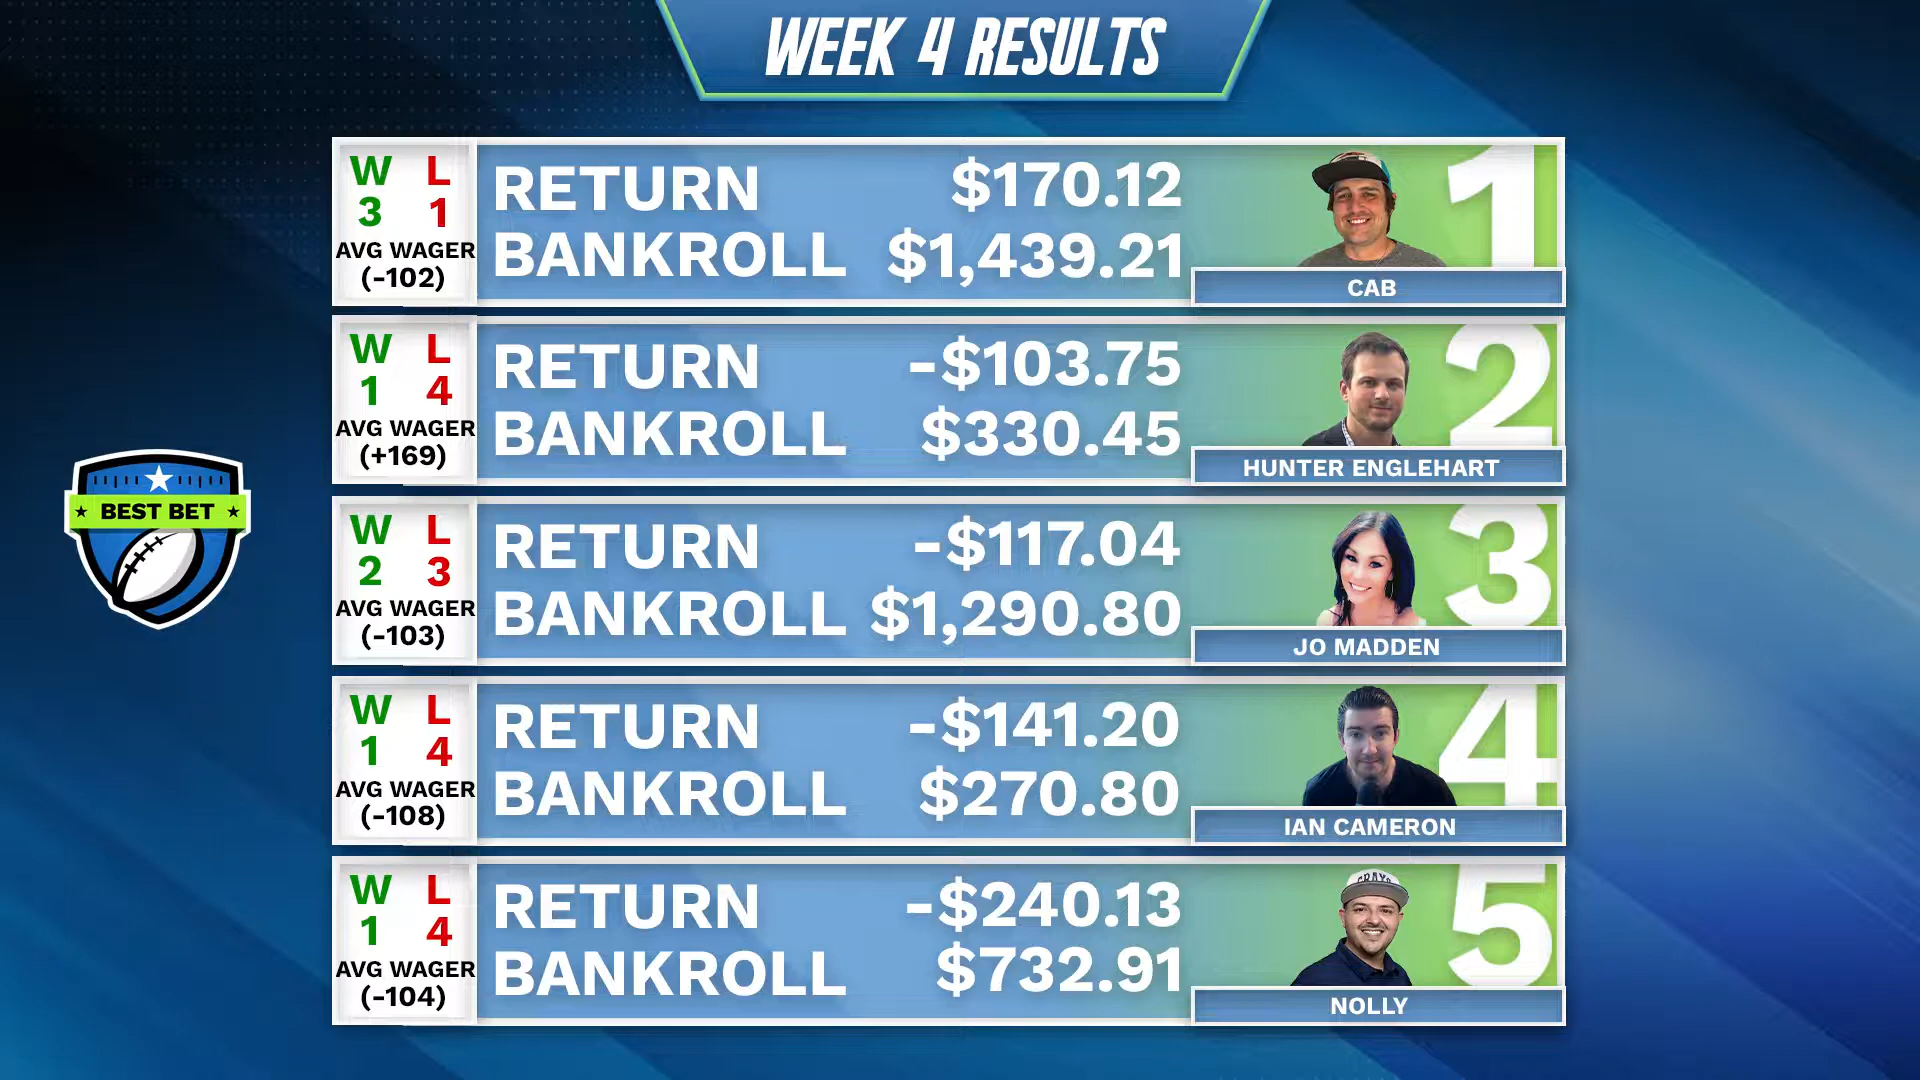 WEEK 4 RESULTS
W L
3 1
AVG WAGER
(-102)
RETURN $170.12
BANKROLL $1,439.21
1
CAB
W L
1 4
AVG WAGER
(+169)
RETURN -$103.75
BANKROLL $330.45
2
HUNTER ENGLEHART
BEST BET
W L
2 3
AVG WAGER
(-103)
RETURN -$117.04
BANKROLL $1,290.80
3
JO MADDEN
W L
1 4
AVG WAGER
(-108)
RETURN -$141.20
BANKROLL $270.80
4
IAN CAMERON
W L
1 4
AVG WAGER
(-104)
RETURN -$240.13
BANKROLL $732.91
5
NOLLY